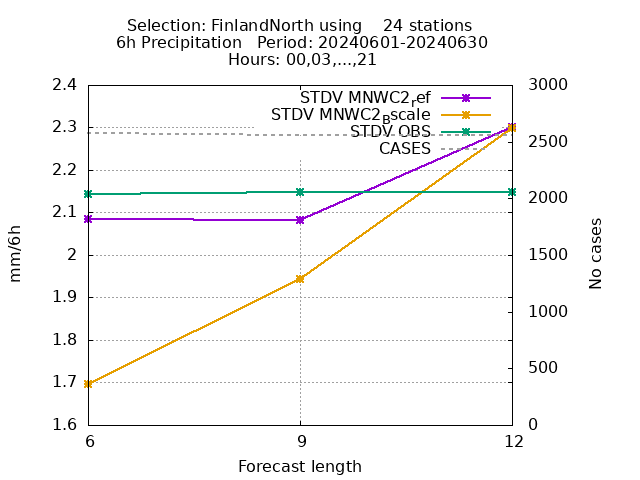 Selection: FinlandNorth using    24 stations
6h Precipitation   Period: 20240601-20240630
Hours: 00,03,...,21
STDV MNWC2_ref
STDV MNWC2_Bscale
STDV OBS
CASES
2.4
2.3
2.2
2.1
2
1.9
1.8
1.7
1.6
3000
2500
2000
1500
1000
500
0
mm/6h
No cases
6
9
12
Forecast length